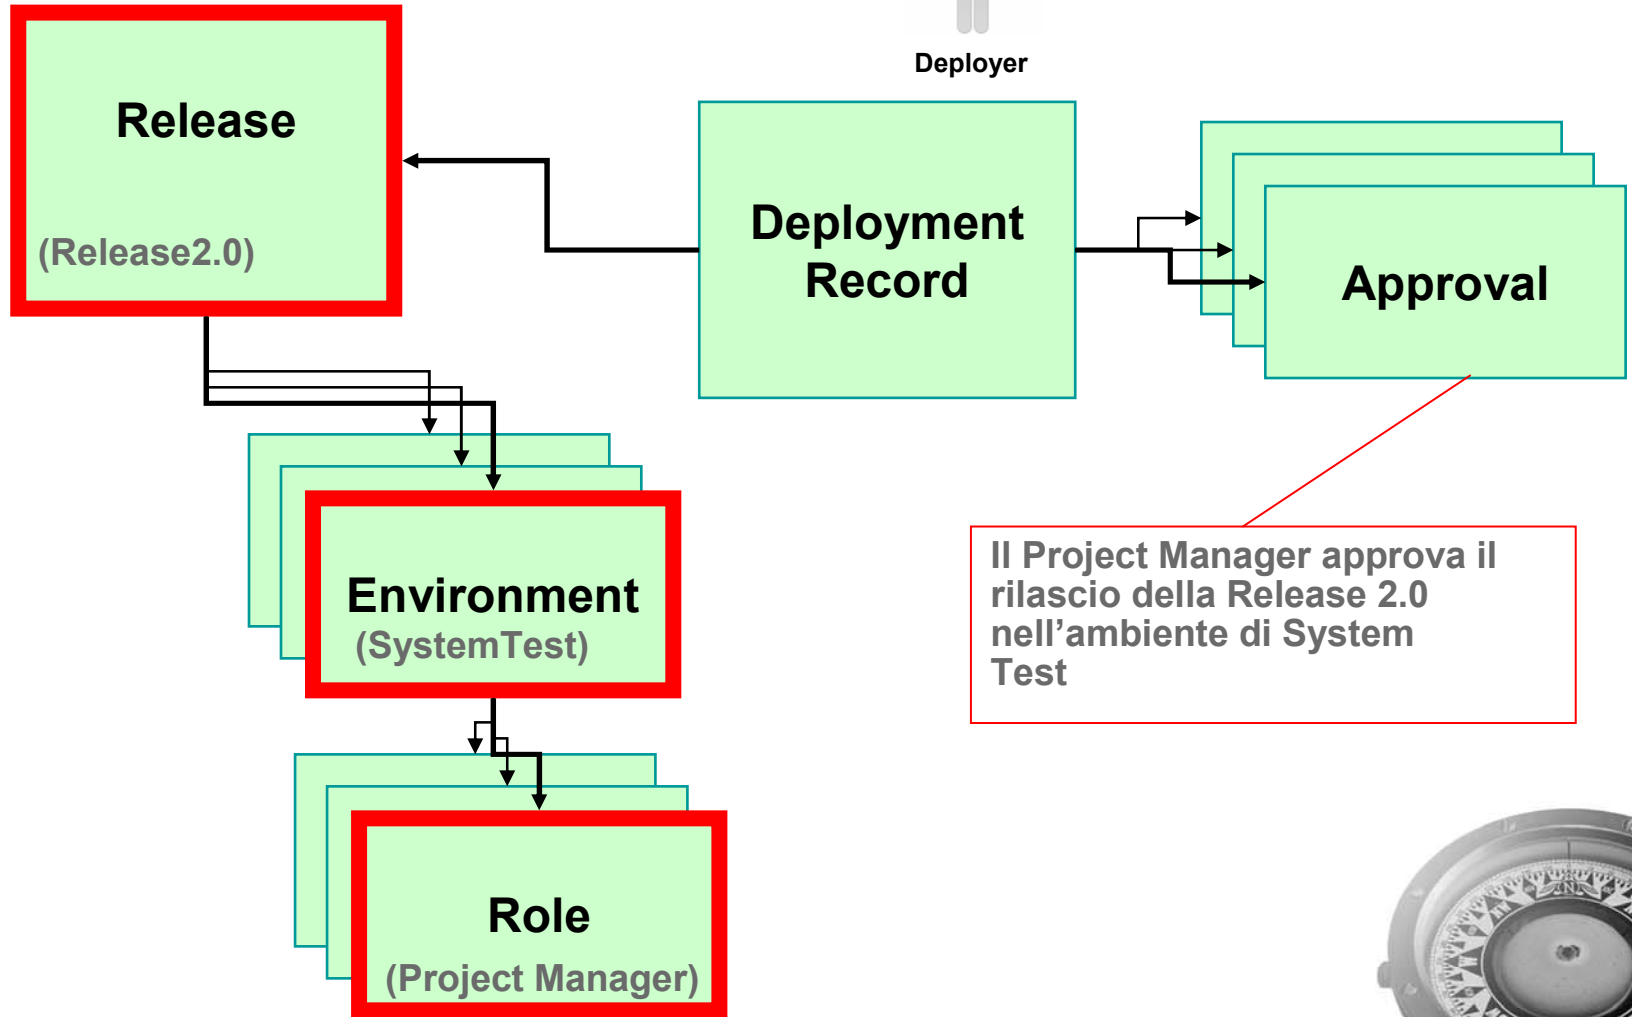 Deployer
Release
(Release2.0)
Deployment
Record
Approval
Environment
(SystemTest)
Il Project Manager approva il
rilascio della Release 2.0
nell’ambiente di System
Test
Role
(Project Manager)